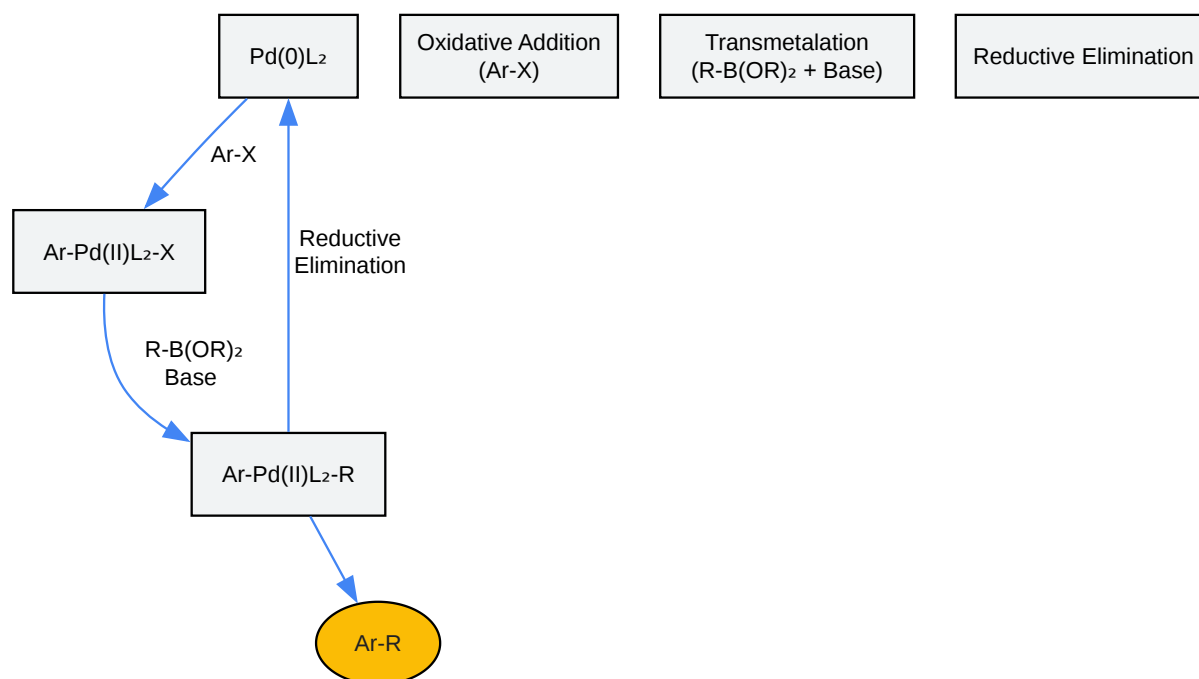 Pd(0)L₂
Oxidative Addition
(Ar-X)
Transmetalation
(R-B(OR)₂ + Base)
Reductive Elimination
Ar-X
Ar-Pd(II)L₂-X
Reductive
Elimination
R-B(OR)₂
Base
Ar-Pd(II)L₂-R
Ar-R